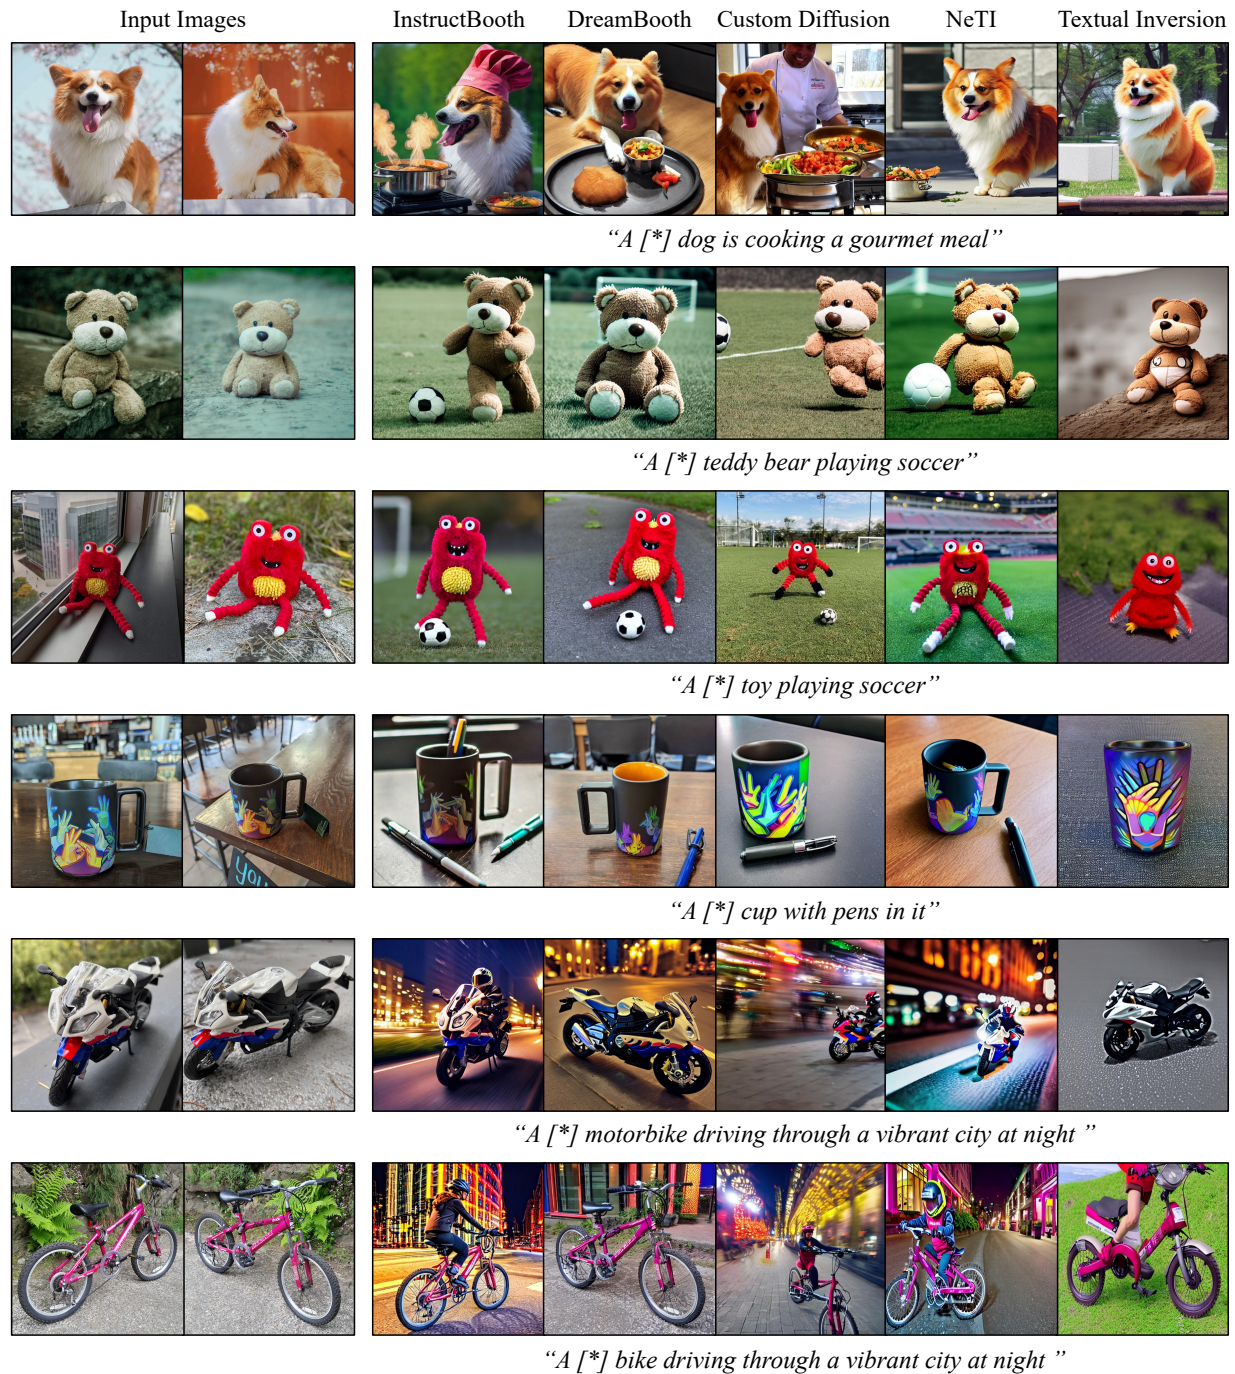 Input Images
InstructBooth
DreamBooth
Custom Diffusion
NeTI
Textual Inversion
“A [*] dog is cooking a gourmet meal”
“A [*] teddy bear playing soccer”
“A [*] toy playing soccer”
you
“A [*] cup with pens in it”
“A [*] motorbike driving through a vibrant city at night ”
“A [*] bike driving through a vibrant city at night ”